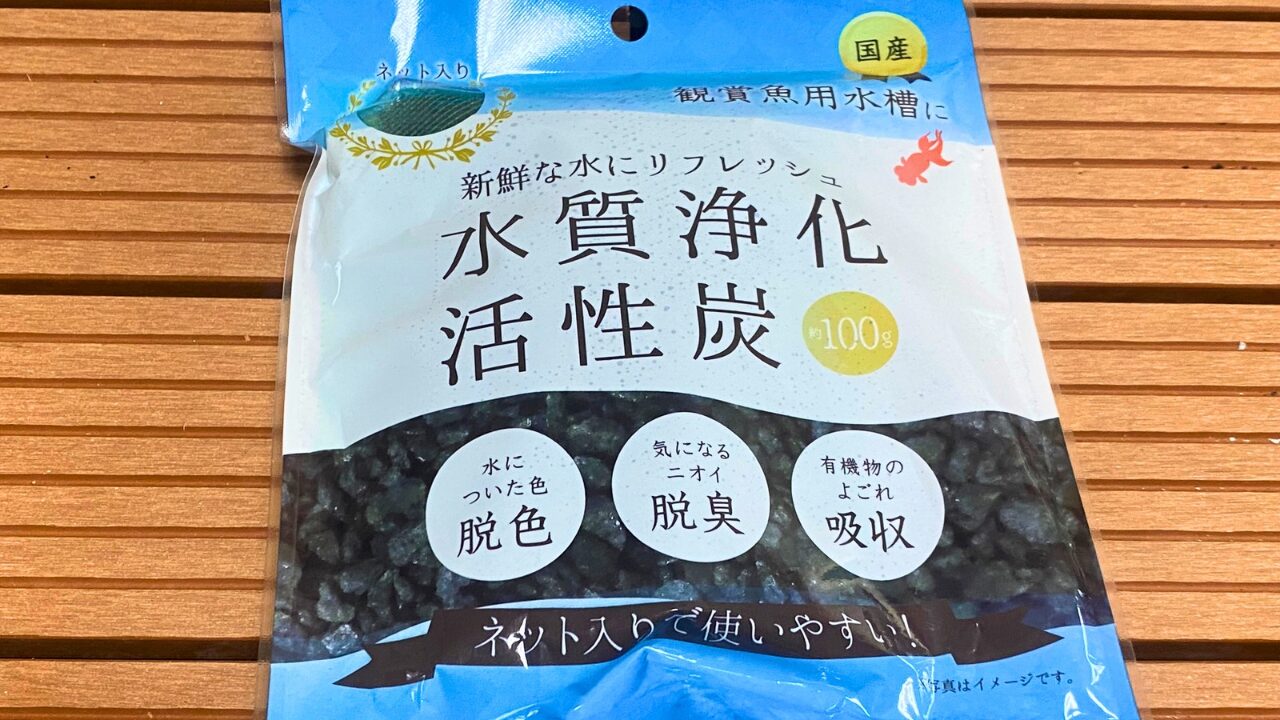 国産
ネット入り
観賞魚用水槽に
新鮮な水にリフレッシュ
水質浄化
活性炭
約100g
水に
ついた色
脱色
気になる
ニオイ
脱臭
有機物の
よごれ
吸収
ネット入りで使いやすい!
写真はイメージです。